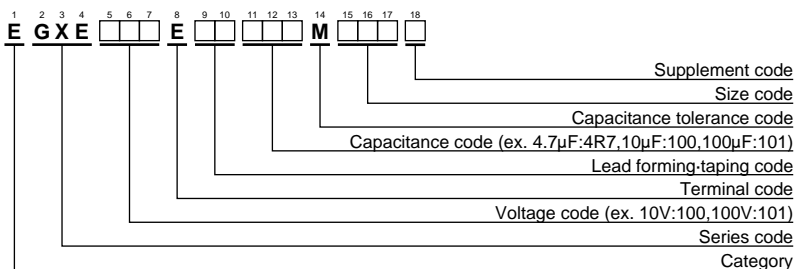 1 2 3 4 5 6 7 8 9 10 11 12 13 14 15 16 17 18
E G X E □□□ E □□ □□□ M □□□ □
Supplement code
Size code
Capacitance tolerance code
Capacitance code (ex. 4.7µF:4R7,10µF:100,100µF:101)
Lead forming·taping code
Terminal code
Voltage code (ex. 10V:100,100V:101)
Series code
Category